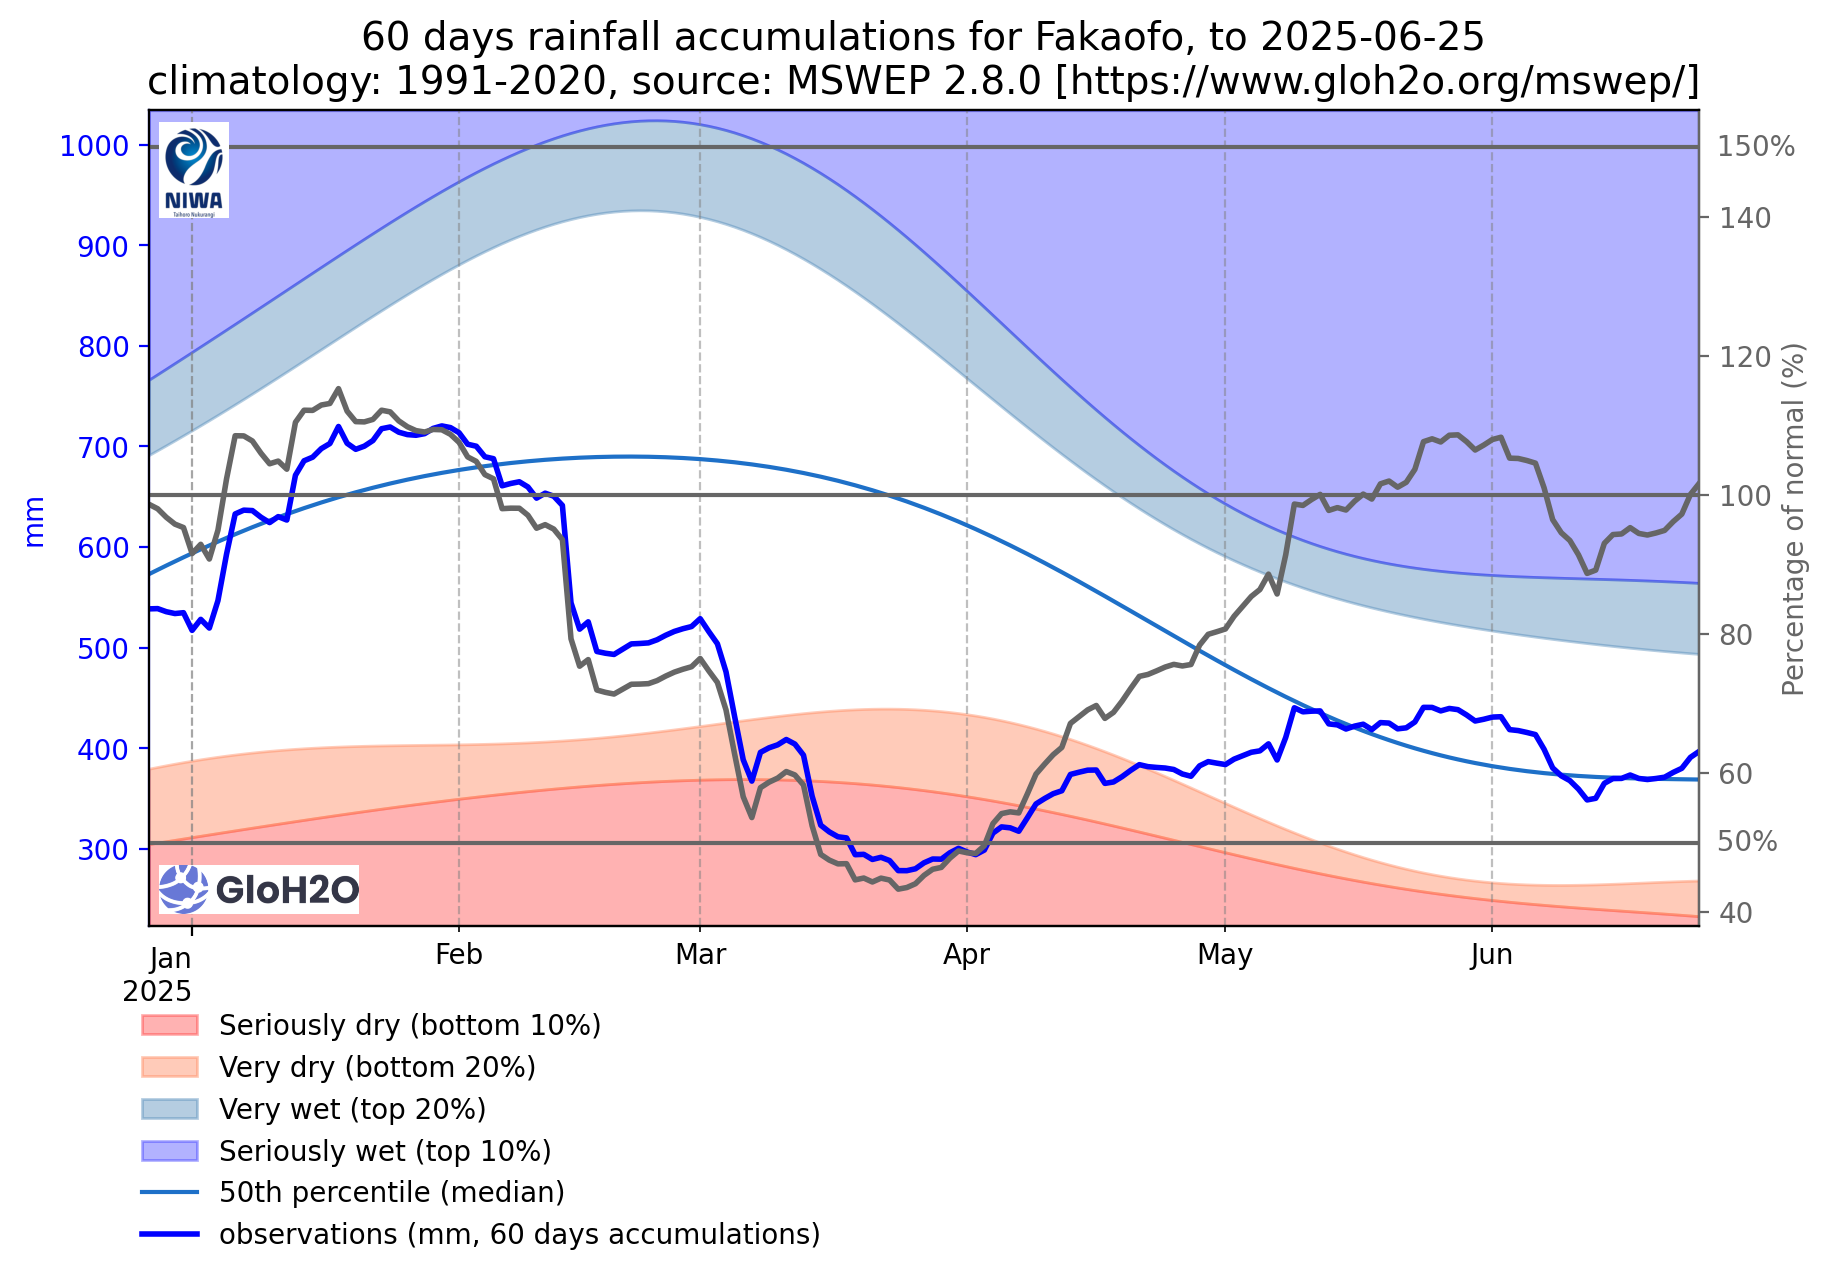 60 days rainfall accumulations for Fakaofo, to 2025-06-25
climatology: 1991-2020, source: MSWEP 2.8.0 [https://www.gloh2o.org/mswep/]
NIWA
Taihoro Nukurangi
1000
900
800
700
600
500
400
300
mm
150%
140
120
100
80
60
50%
40
Percentage of normal (%)
GloH2O
Jan
2025
Feb
Mar
Apr
May
Jun
Seriously dry (bottom 10%)
Very dry (bottom 20%)
Very wet (top 20%)
Seriously wet (top 10%)
50th percentile (median)
observations (mm, 60 days accumulations)